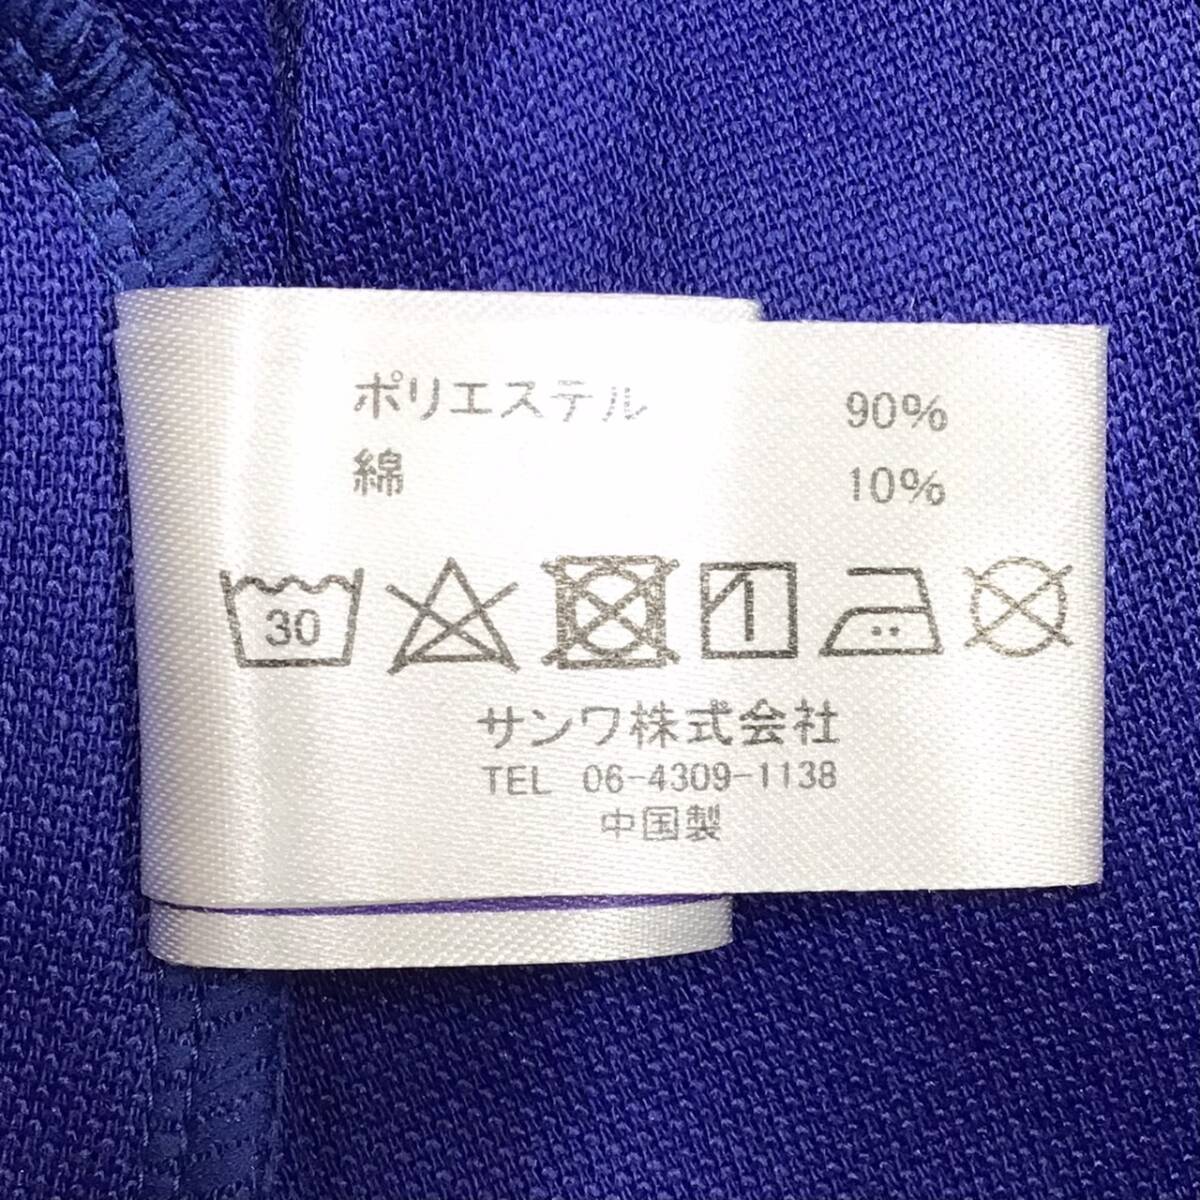 ポリエステル 90%
綿 10%
30
サンワ株式会社
TEL 06-4309-1138
中国製